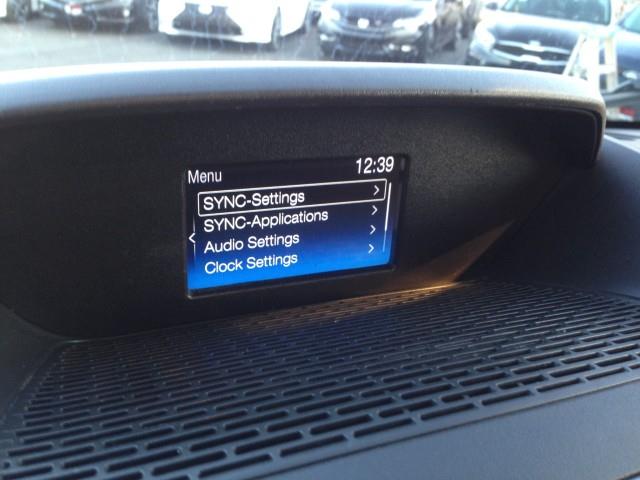 Menu 12:39
SYNC-Settings
SYNC-Applications
Audio Settings
Clock Settings